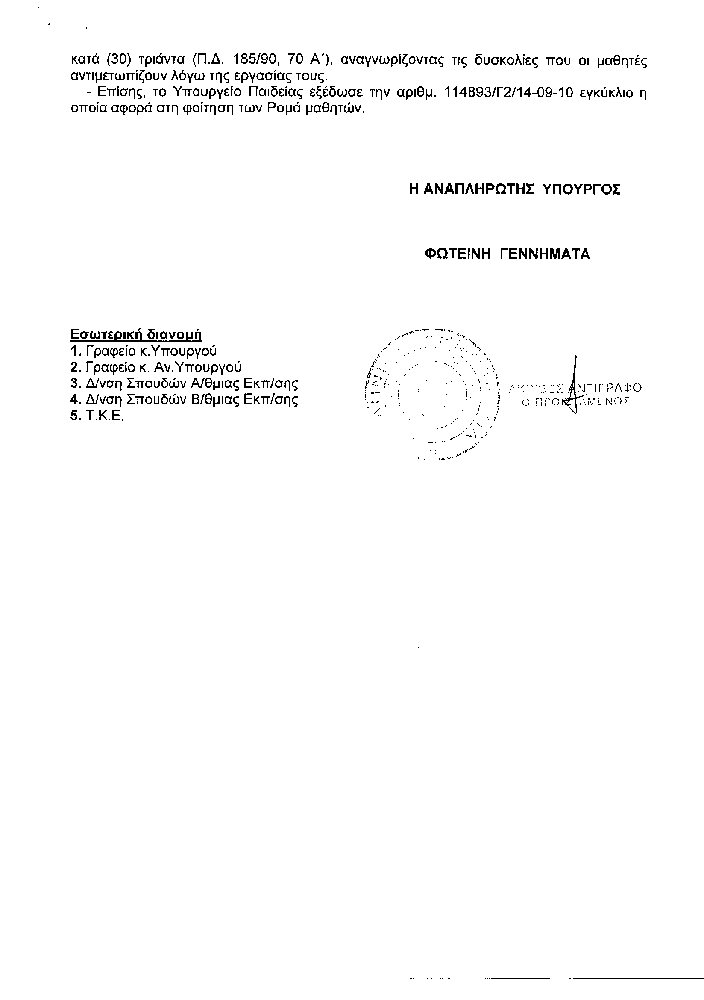 κατά (30) τριάντα (Π.Δ. 185/90, 70 Α΄), αναγνωρίζοντας τις δυσκολίες που οι μαθητές
αντιμετωπίζουν λόγω της εργασίας τους.
- Επίσης, το Υπουργείο Παιδείας εξέδωσε την αριθμ. 114893/Γ2/14-09-10 εγκύκλιο η
οποία αφορά στη φοίτηση των Ρομά μαθητών.
Η ΑΝΑΠΛΗΡΩΤΗΣ ΥΠΟΥΡΓΟΣ
ΦΩΤΕΙΝΗ ΓΕΝΝΗΜΑΤΑ
Εσωτερική διανομή
1. Γραφείο κ.Υπουργού
2. Γραφείο κ. Αν.Υπουργού
3. Δ/νση Σπουδών Α/θμιας Εκπ/σης
4. Δ/νση Σπουδών Β/θμιας Εκπ/σης
5. Τ.Κ.Ε.
ΑΚΡΙΒΕΣ ΑΝΤΙΓΡΑΦΟ
Ο ΠΡΟΪΣΤΑΜΕΝΟΣ